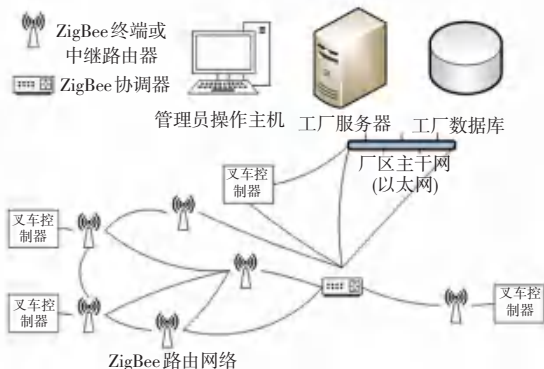 ZigBee终端或
中继路由器
ZigBee协调器
管理员操作主机
工厂服务器
工厂数据库
厂区主干网
(以太网)
叉车控
制器
叉车控
制器
叉车控
制器
叉车控
制器
ZigBee路由网络